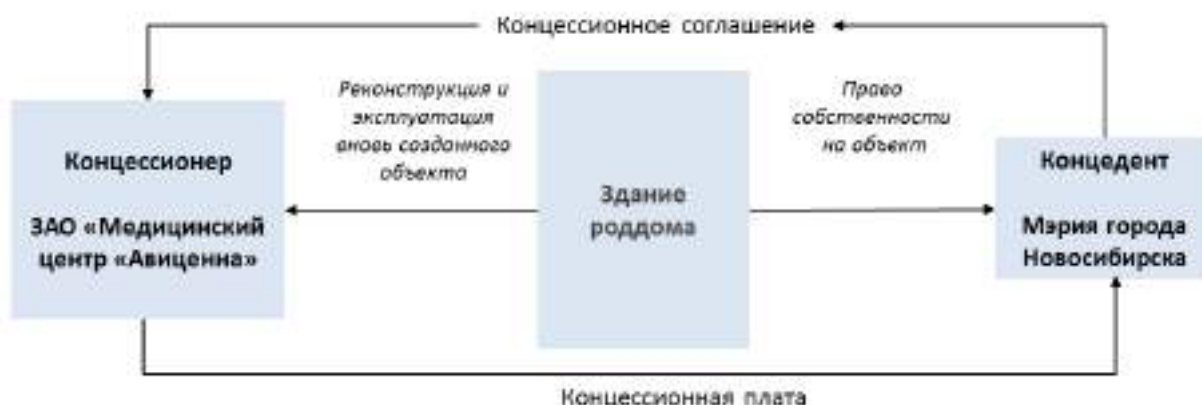 Концессионное соглашение
Реконструкция и
эксплуатация
вновь созданного
объекта
Право
собственности
на объект
Концессионер
ЗАО «Медицинский
центр «Авиценна»
Здание
роддома
Концедент
Мэрия города
Новосибирска
Концессионная плата